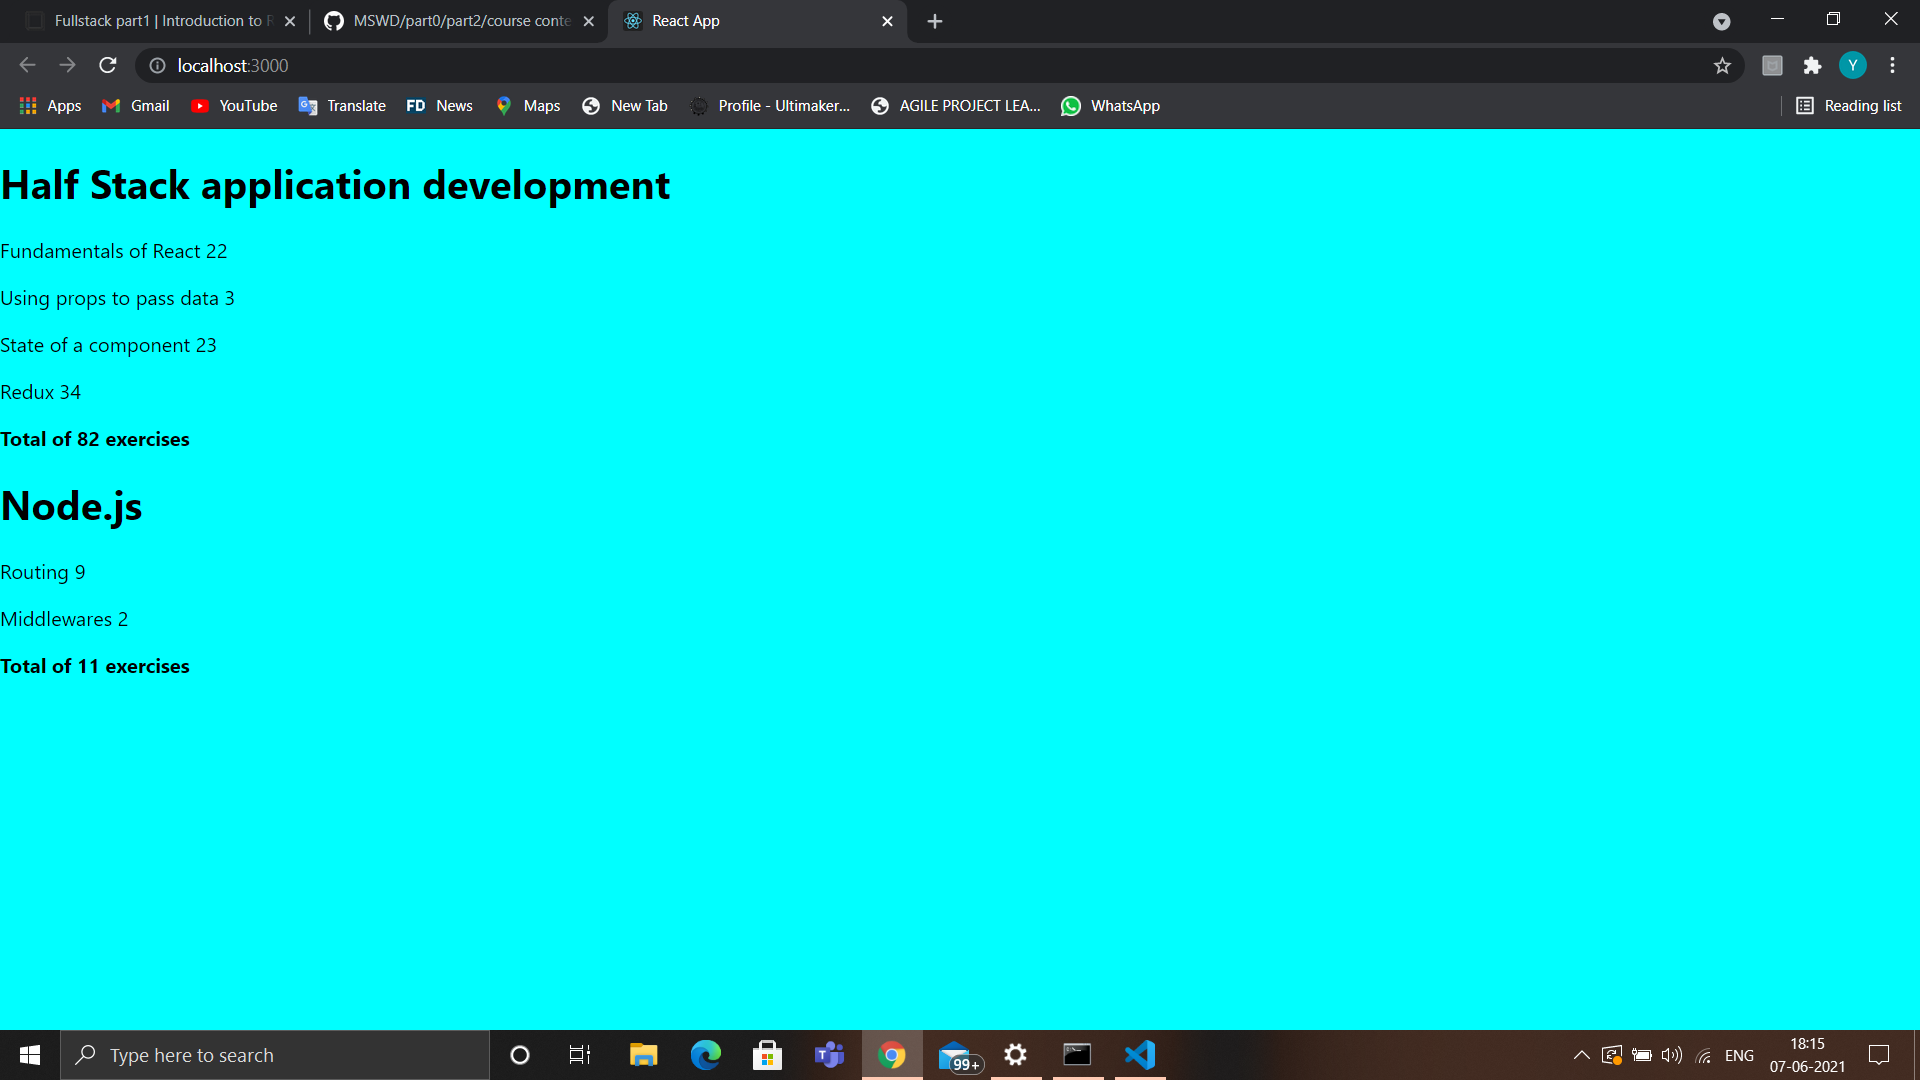 Fullstack part1 | Introduction to R
MSWD/part0/part2/course conte
React App
localhost:3000
Y
Apps
Gmail
YouTube
Translate
FD News
Maps
New Tab
Profile - Ultimaker...
AGILE PROJECT LEA...
WhatsApp
Reading list
Half Stack application development
Fundamentals of React 22
Using props to pass data 3
State of a component 23
Redux 34
Total of 82 exercises
Node.js
Routing 9
Middlewares 2
Total of 11 exercises
Type here to search
99+
ENG
18:15
07-06-2021